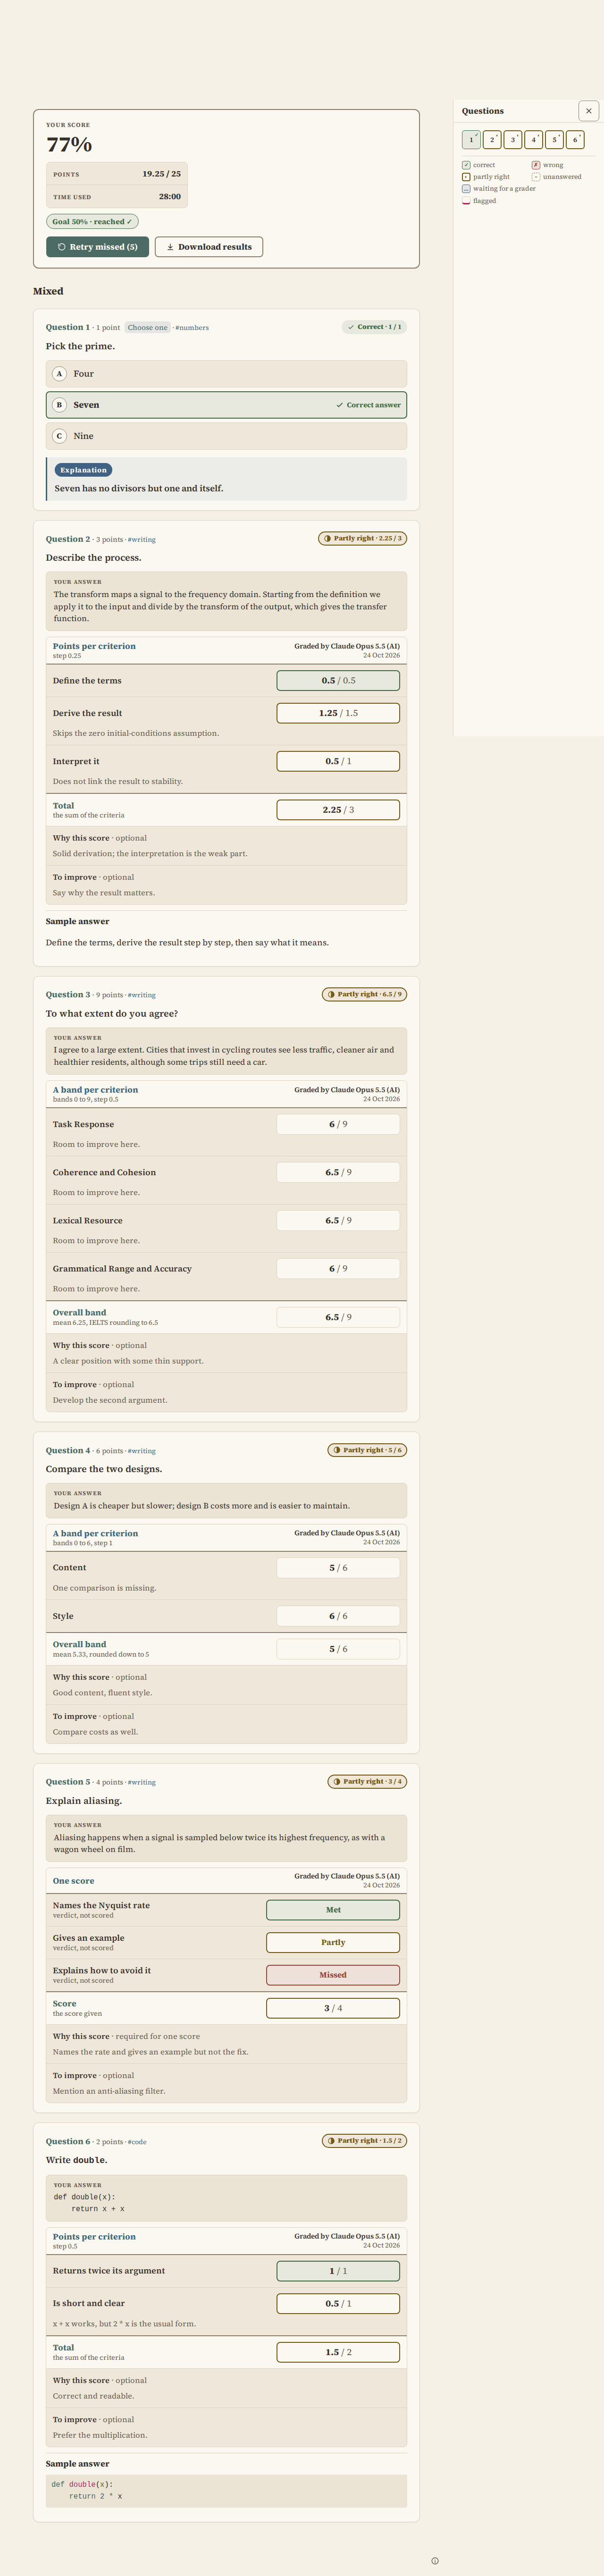 YOUR SCORE
77%
POINTS 19.25 / 25
TIME USED 28:00
Goal 50% · reached ✓
Retry missed (5)
Download results
Questions
1 2 3 4 5 6
correct
wrong
partly right
unanswered
waiting for a grader
flagged
Mixed
Question 1 · 1 point Choose one · #numbers
Correct · 1 / 1
Pick the prime.
A Four
B Seven Correct answer
C Nine
Explanation
Seven has no divisors but one and itself.
Question 2 · 3 points · #writing
Partly right · 2.25 / 3
Describe the process.
YOUR ANSWER
The transform maps a signal to the frequency domain. Starting from the definition we
apply it to the input and divide by the transform of the output, which gives the transfer
function.
Points per criterion Graded by Claude Opus 5.5 (AI)
step 0.25 24 Oct 2026
Define the terms 0.5 / 0.5
Derive the result 1.25 / 1.5
Skips the zero initial-conditions assumption.
Interpret it 0.5 / 1
Does not link the result to stability.
Total 2.25 / 3
the sum of the criteria
Why this score · optional
Solid derivation; the interpretation is the weak part.
To improve · optional
Say why the result matters.
Sample answer
Define the terms, derive the result step by step, then say what it means.
Question 3 · 9 points · #writing
Partly right · 6.5 / 9
To what extent do you agree?
YOUR ANSWER
I agree to a large extent. Cities that invest in cycling routes see less traffic, cleaner air and
healthier residents, although some trips still need a car.
A band per criterion Graded by Claude Opus 5.5 (AI)
bands 0 to 9, step 0.5 24 Oct 2026
Task Response 6 / 9
Room to improve here.
Coherence and Cohesion 6.5 / 9
Room to improve here.
Lexical Resource 6.5 / 9
Room to improve here.
Grammatical Range and Accuracy 6 / 9
Room to improve here.
Overall band 6.5 / 9
mean 6.25, IELTS rounding to 6.5
Why this score · optional
A clear position with some thin support.
To improve · optional
Develop the second argument.
Question 4 · 6 points · #writing
Partly right · 5 / 6
Compare the two designs.
YOUR ANSWER
Design A is cheaper but slower; design B costs more and is easier to maintain.
A band per criterion Graded by Claude Opus 5.5 (AI)
bands 0 to 6, step 1 24 Oct 2026
Content 5 / 6
One comparison is missing.
Style 6 / 6
Overall band 5 / 6
mean 5.33, rounded down to 5
Why this score · optional
Good content, fluent style.
To improve · optional
Compare costs as well.
Question 5 · 4 points · #writing
Partly right · 3 / 4
Explain aliasing.
YOUR ANSWER
Aliasing happens when a signal is sampled below twice its highest frequency, as with a
wagon wheel on film.
One score Graded by Claude Opus 5.5 (AI)
24 Oct 2026
Names the Nyquist rate Met
verdict, not scored
Gives an example Partly
verdict, not scored
Explains how to avoid it Missed
verdict, not scored
Score 3 / 4
the score given
Why this score · required for one score
Names the rate and gives an example but not the fix.
To improve · optional
Mention an anti-aliasing filter.
Question 6 · 2 points · #code
Partly right · 1.5 / 2
Write double.
YOUR ANSWER
def double(x):
    return x + x
Points per criterion Graded by Claude Opus 5.5 (AI)
step 0.5 24 Oct 2026
Returns twice its argument 1 / 1
Is short and clear 0.5 / 1
x + x works, but 2 * x is the usual form.
Total 1.5 / 2
the sum of the criteria
Why this score · optional
Correct and readable.
To improve · optional
Prefer the multiplication.
Sample answer
def double(x):
    return 2 * x